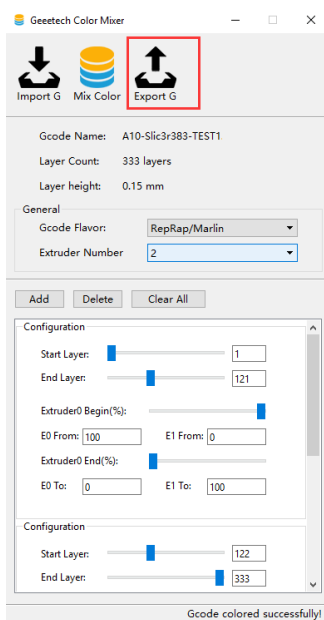 Geeetech Color Mixer
Import G Mix Color Export G
Gcode Name: A10-Slic3r383-TEST1
Layer Count: 333 layers
Layer height: 0.15 mm
General
Gcode Flavor: RepRap/Marlin
Extruder Number 2
Add Delete Clear All
Configuration
Start Layer: 1
End Layer: 121
Extruder0 Begin(%):
E0 From: 100 E1 From: 0
Extruder0 End(%):
E0 To: 0 E1 To: 100
Configuration
Start Layer: 122
End Layer: 333
Gcode colored successfully!